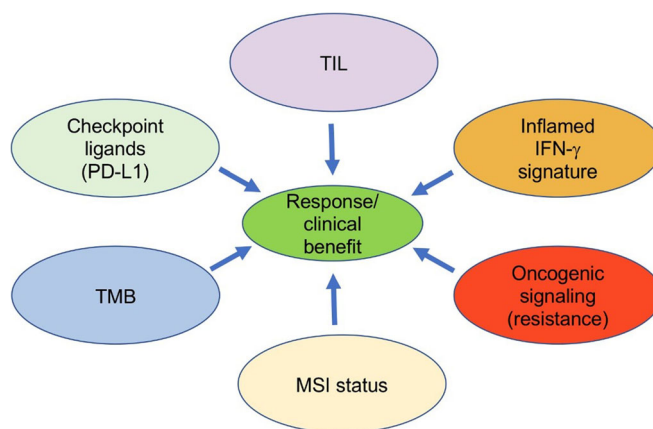 TIL
Checkpoint
ligands
(PD-L1)
Inflamed
IFN-γ
signature
Response/
clinical
benefit
TMB
Oncogenic
signaling
(resistance)
MSI status